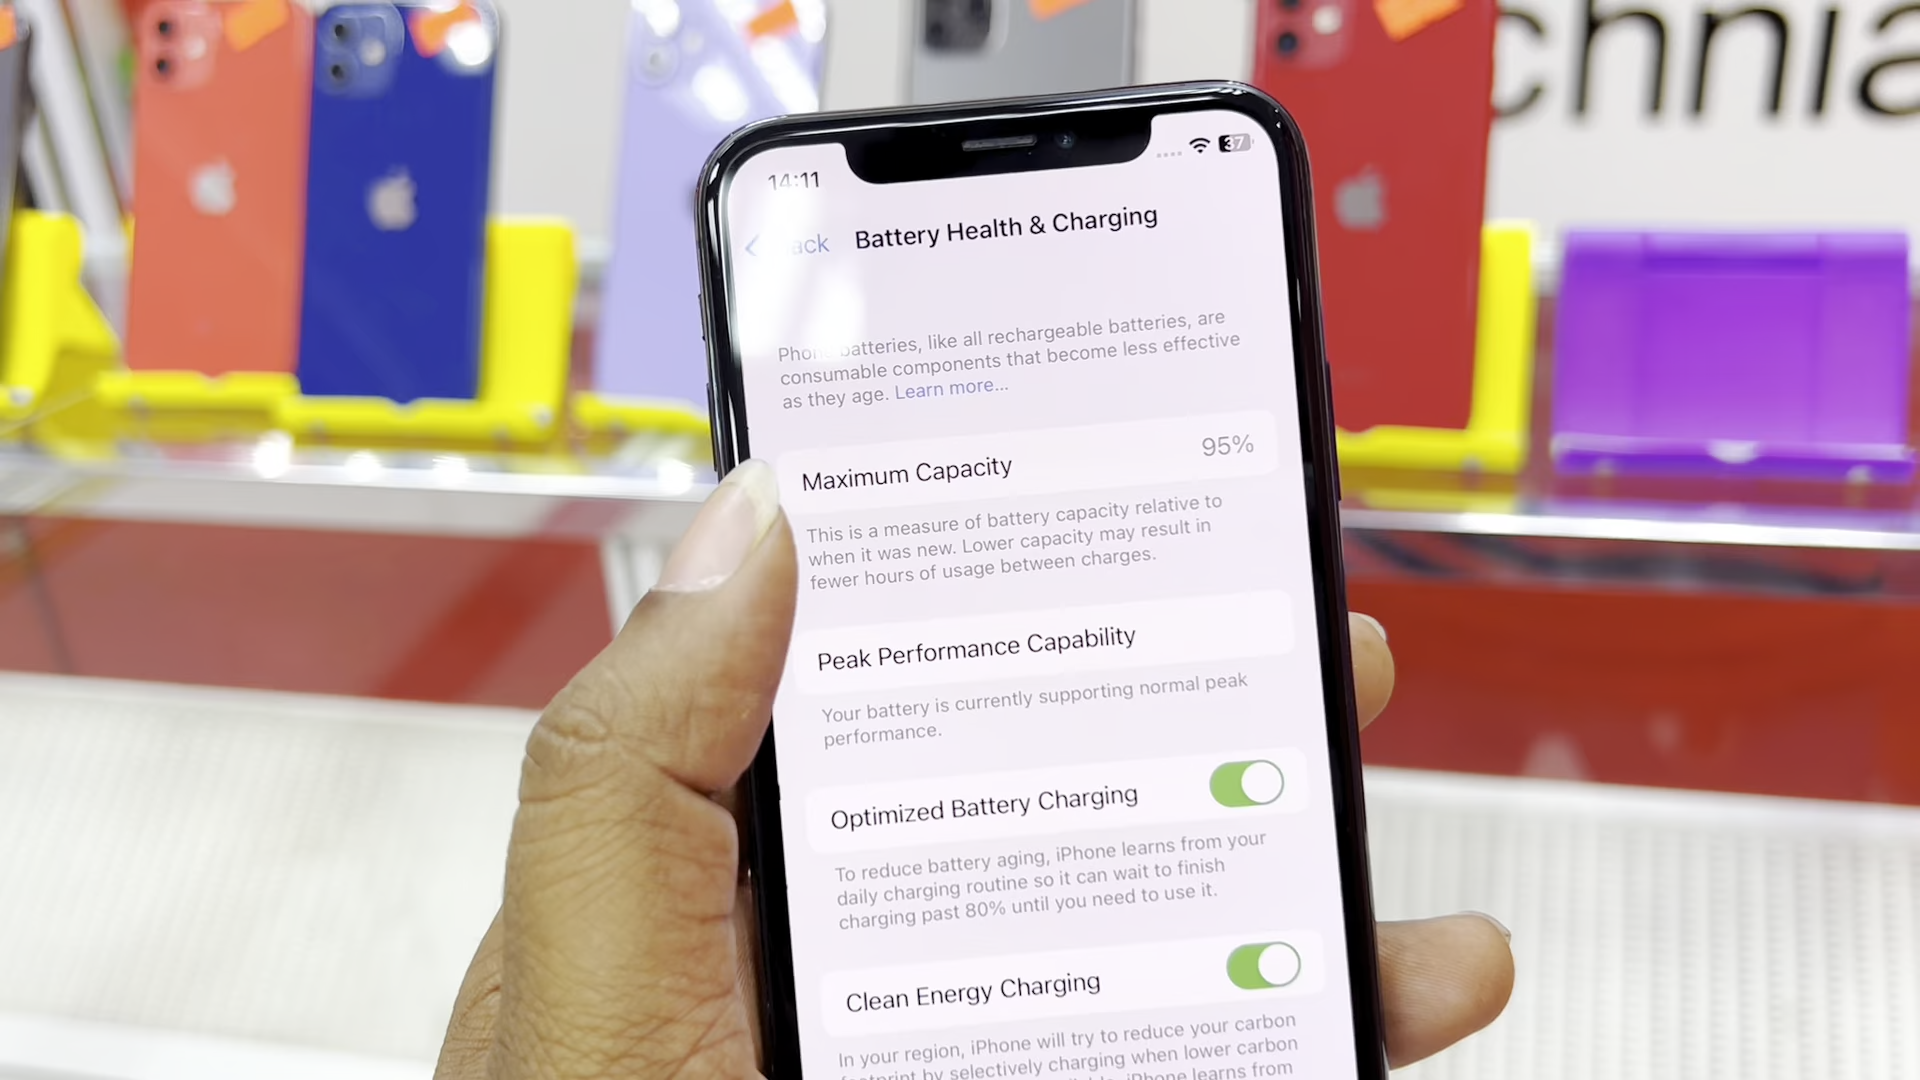 chnia
14:11
37
ack Battery Health & Charging
Phone batteries, like all rechargeable batteries, are
consumable components that become less effective
as they age. Learn more...
Maximum Capacity 95%
This is a measure of battery capacity relative to
when it was new. Lower capacity may result in
fewer hours of usage between charges.
Peak Performance Capability
Your battery is currently supporting normal peak
performance.
Optimized Battery Charging
To reduce battery aging, iPhone learns from your
daily charging routine so it can wait to finish
charging past 80% until you need to use it.
Clean Energy Charging
In your region, iPhone will try to reduce your carbon
footprint by selectively charging when lower carbon
iPhone learns from